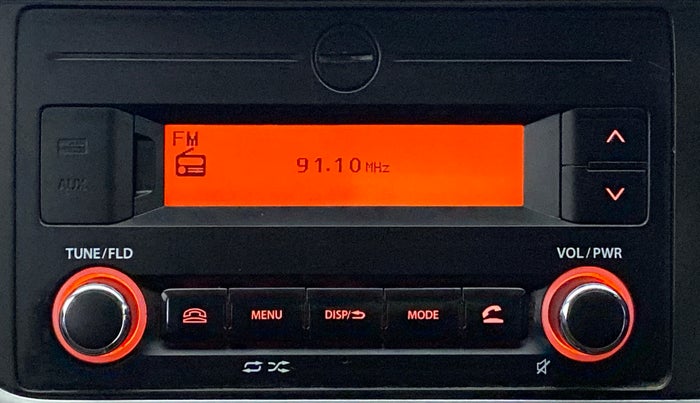 FM
91.10 MHz
AUX
TUNE/FLD
VOL/PWR
MENU
DISP/
MODE